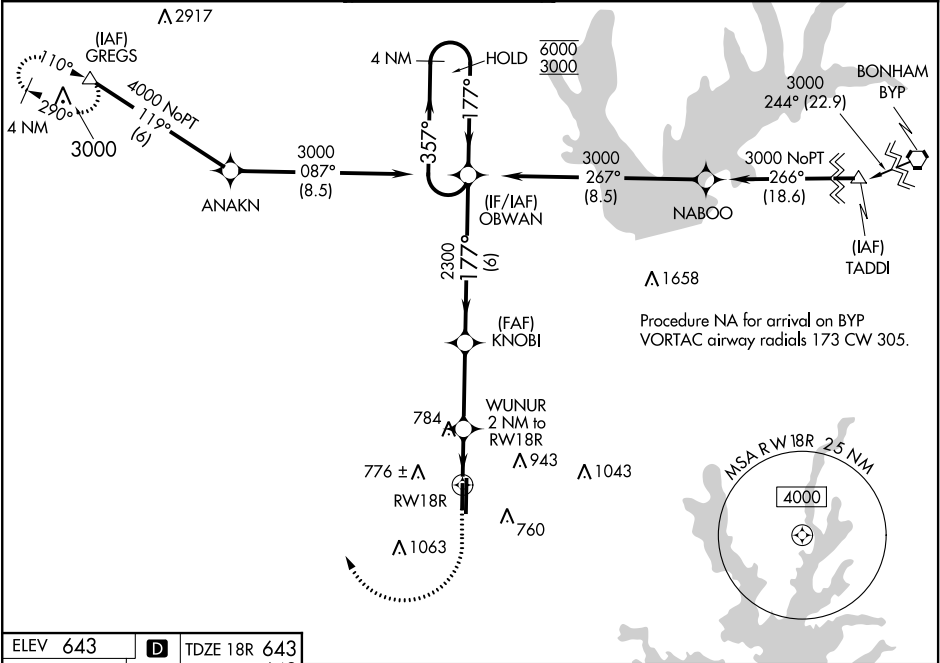 2917
(IAF)
GREGS
110°
290°
4 NM
3000
4000 NoPT
119°
(6)
ANAKN
3000
087°
(8.5)
4 NM
HOLD
6000
3000
357°
177°
(IF/IAF)
OBWAN
3000
267°
(8.5)
NABOO
3000 NoPT
266°
(18.6)
3000
244° (22.9)
BONHAM
BYP
(IAF)
TADDI
2300
177°
(6)
1658
Procedure NA for arrival on BYP
VORTAC airway radials 173 CW 305.
(FAF)
KNOBI
784
WUNUR
2 NM to
RW18R
776 ±
943
1043
RW18R
760
1063
MSA RW 18R 25 NM
4000
ELEV 643
D
TDZE 18R 643